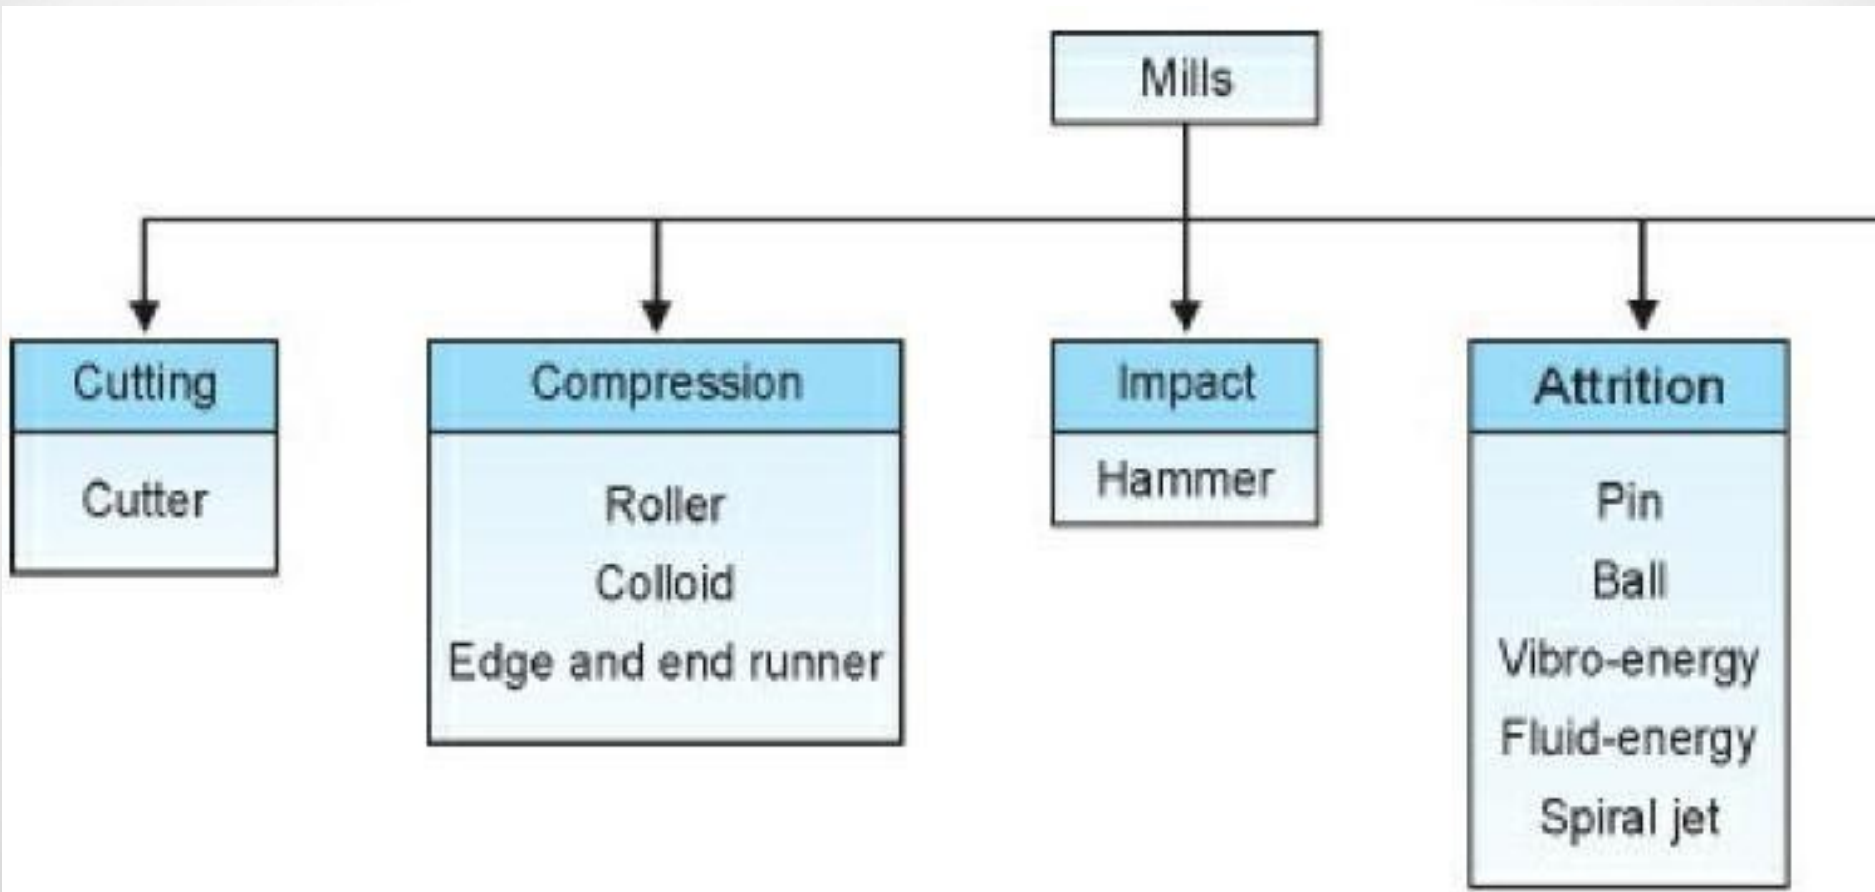 Mills
Cutting
Cutter
Compression
Roller
Colloid
Edge and end runner
Impact
Hammer
Attrition
Pin
Ball
Vibro-energy
Fluid-energy
Spiral jet